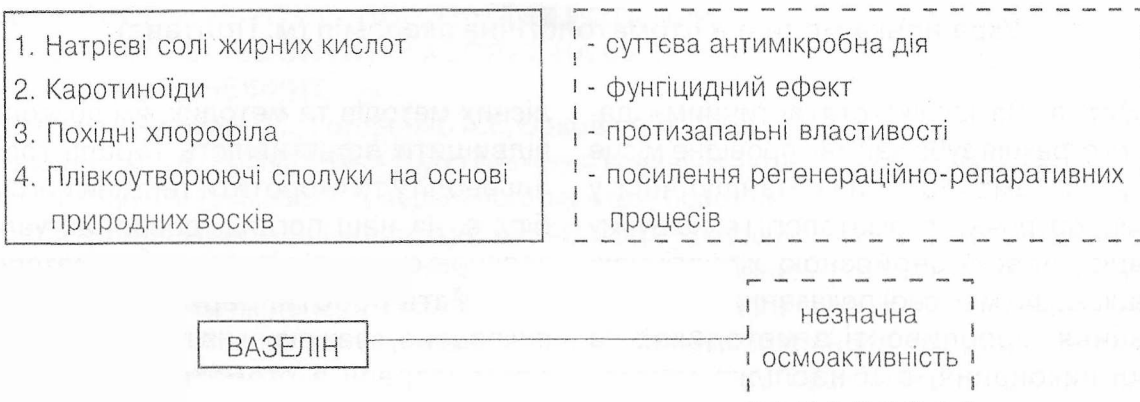 1. Натрієві солі жирних кислот
2. Каротиноїди
3. Похідні хлорофіла
4. Плівкоутворюючі сполуки на основі
природних восків
- суттєва антимікробна дія
- фунгіцидний ефект
- протизапальні властивості
- посилення регенераційно-репаративних
процесів
ВАЗЕЛІН
незначна
осмоактивність